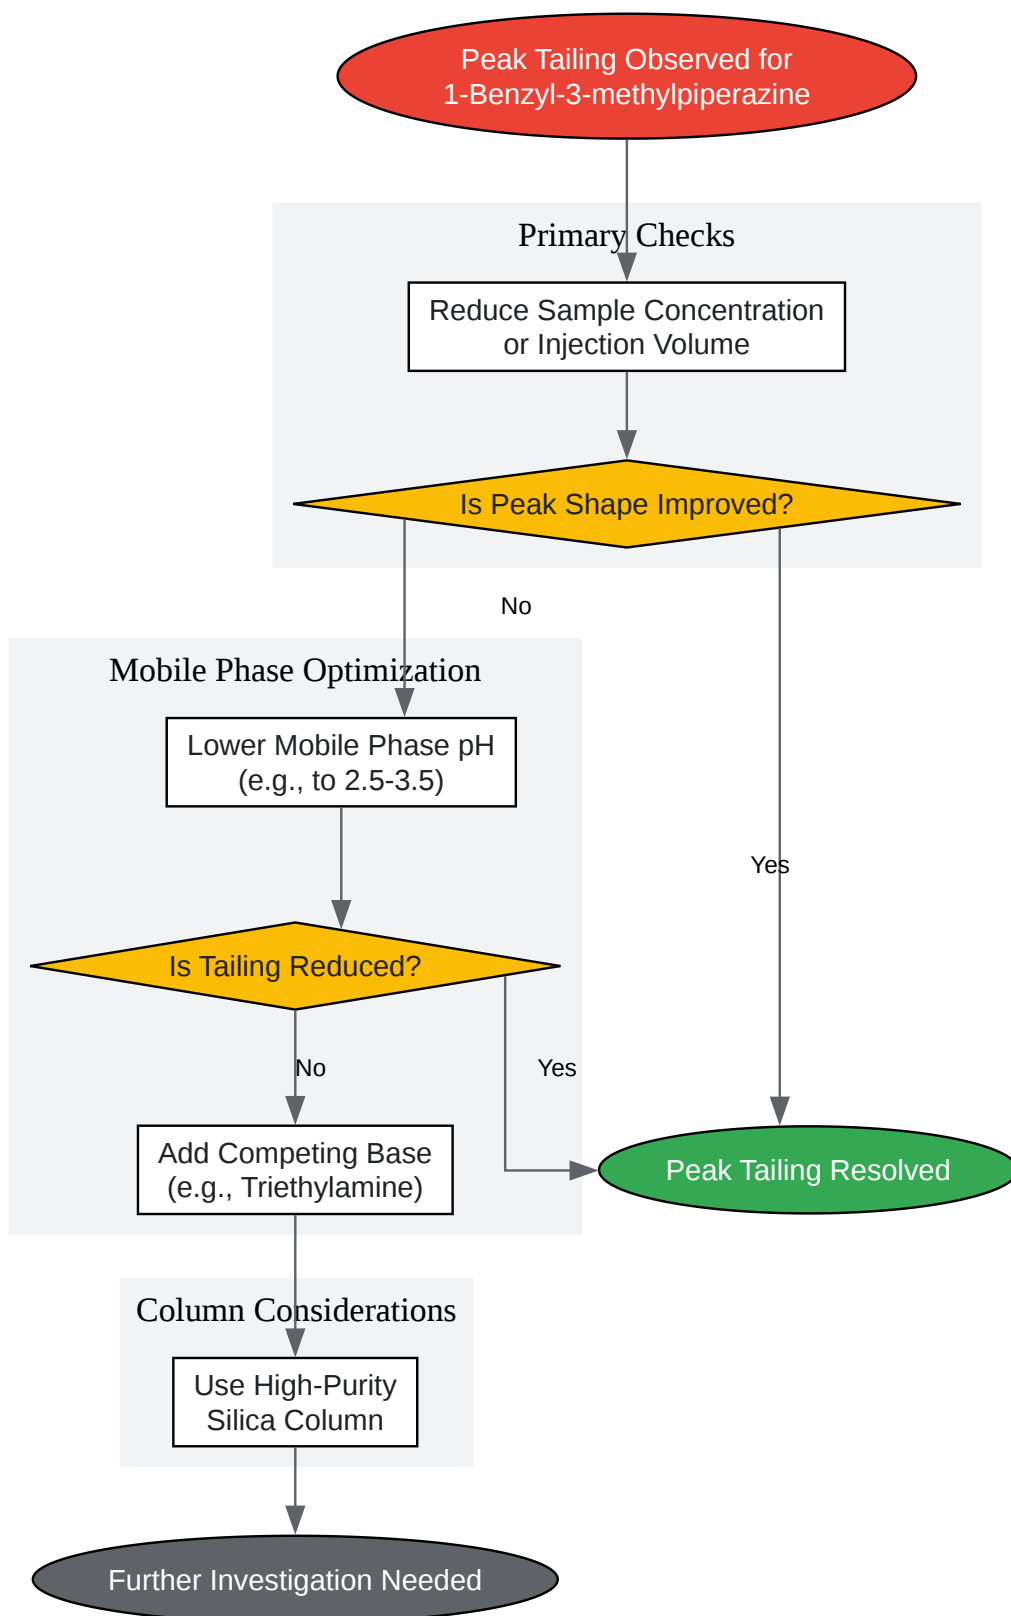 Peak Tailing Observed for
1-Benzyl-3-methylpiperazine
Primary Checks
Reduce Sample Concentration
or Injection Volume
Is Peak Shape Improved?
No
Mobile Phase Optimization
Lower Mobile Phase pH
(e.g., to 2.5-3.5)
Yes
Is Tailing Reduced?
No
Yes
Add Competing Base
(e.g., Triethylamine)
Peak Tailing Resolved
Column Considerations
Use High-Purity
Silica Column
Further Investigation Needed